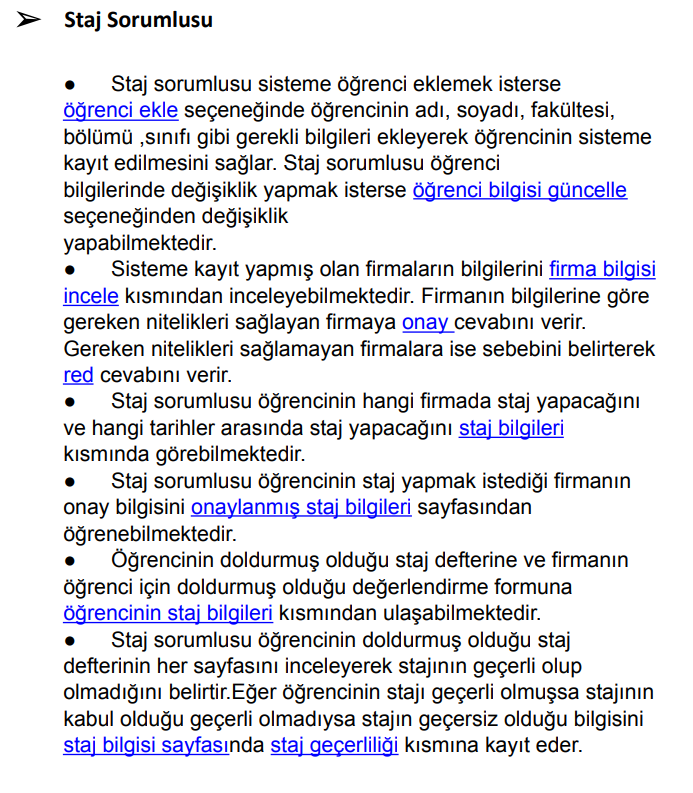 ➢ Staj Sorumlusu
● Staj sorumlusu sisteme öğrenci eklemek isterse
öğrenci ekle seçeneğinde öğrencinin adı, soyadı, fakültesi,
bölümü ,sınıfı gibi gerekli bilgileri ekleyerek öğrencinin sisteme
kayıt edilmesini sağlar. Staj sorumlusu öğrenci
bilgilerinde değişiklik yapmak isterse öğrenci bilgisi güncelle
seçeneğinden değişiklik
yapabilmektedir.
● Sisteme kayıt yapmış olan firmaların bilgilerini firma bilgisi
incele kısmından inceleyebilmektedir. Firmanın bilgilerine göre
gereken nitelikleri sağlayan firmaya onay cevabını verir.
Gereken nitelikleri sağlamayan firmalara ise sebebini belirterek
red cevabını verir.
● Staj sorumlusu öğrencinin hangi firmada staj yapacağını
ve hangi tarihler arasında staj yapacağını staj bilgileri
kısmında görebilmektedir.
● Staj sorumlusu öğrencinin staj yapmak istediği firmanın
onay bilgisini onaylanmış staj bilgileri sayfasından
öğrenebilmektedir.
● Öğrencinin doldurmuş olduğu staj defterine ve firmanın
öğrenci için doldurmuş olduğu değerlendirme formuna
öğrencinin staj bilgileri kısmından ulaşabilmektedir.
● Staj sorumlusu öğrencinin doldurmuş olduğu staj
defterinin her sayfasını inceleyerek stajının geçerli olup
olmadığını belirtir.Eğer öğrencinin stajı geçerli olmuşsa stajının
kabul olduğu geçerli olmadıysa stajın geçersiz olduğu bilgisini
staj bilgisi sayfasında staj geçerliliği kısmına kayıt eder.